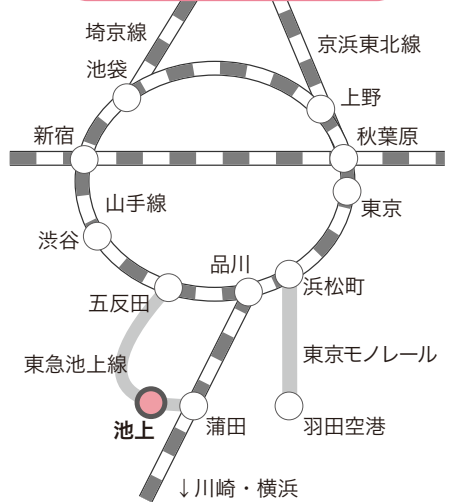 埼京線
京浜東北線
池袋
上野
新宿
秋葉原
山手線
東京
渋谷
品川
浜松町
五反田
東急池上線
東京モノレール
池上
蒲田
羽田空港
↓川崎・横浜